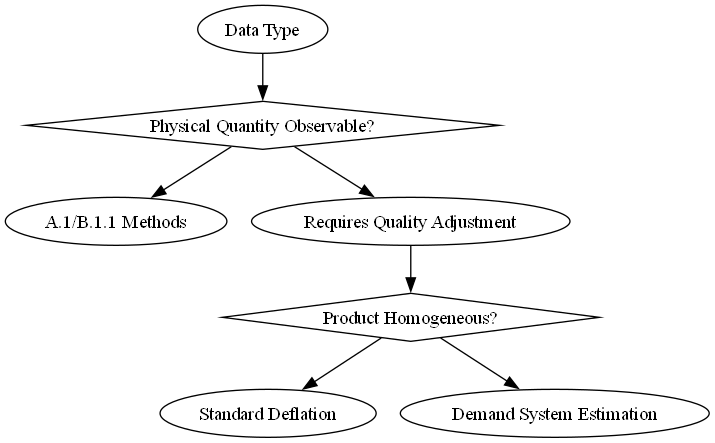 Data Type
Physical Quantity Observable?
A.1/B.1.1 Methods
Requires Quality Adjustment
Product Homogeneous?
Standard Deflation
Demand System Estimation